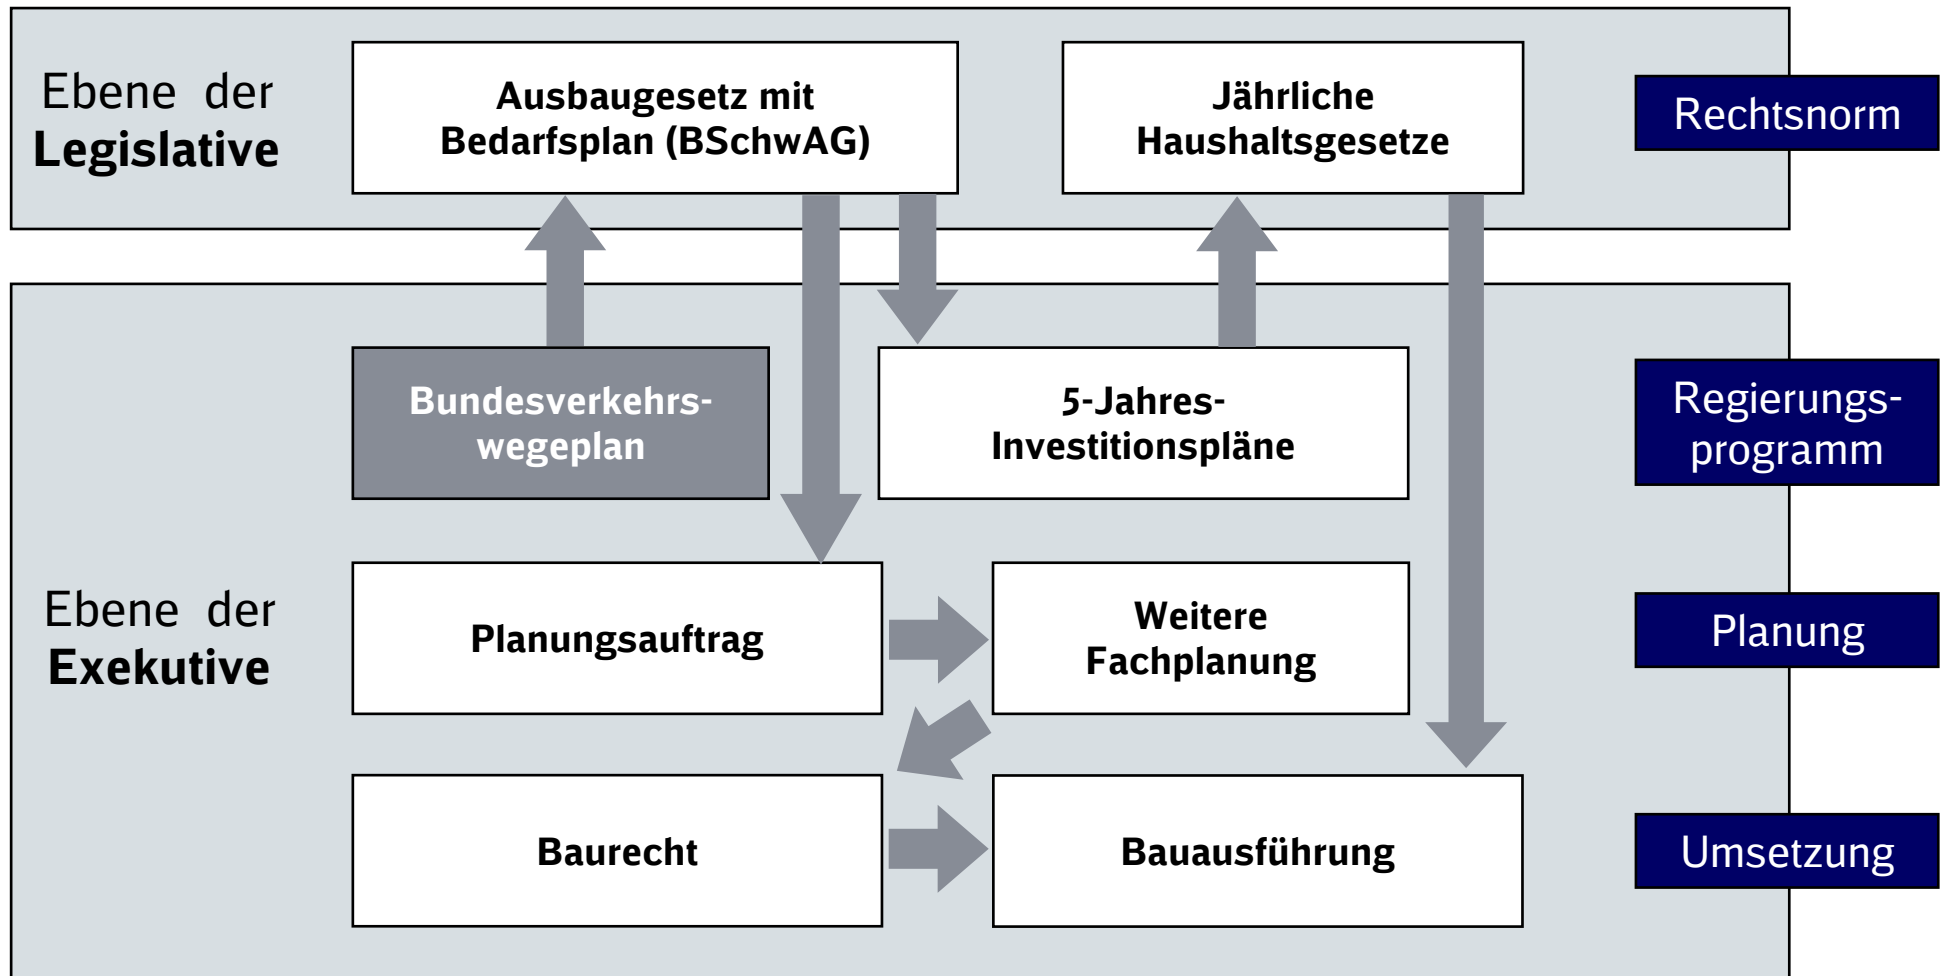 Ebene der
Legislative
Ausbaugesetz mit
Bedarfsplan (BSchwAG)
Jährliche
Haushaltsgesetze
Rechtsnorm
Bundesverkehrs-
wegeplan
5-Jahres-
Investitionspläne
Regierungs-
programm
Ebene der
Exekutive
Planungsauftrag
Weitere
Fachplanung
Planung
Baurecht
Bauausführung
Umsetzung